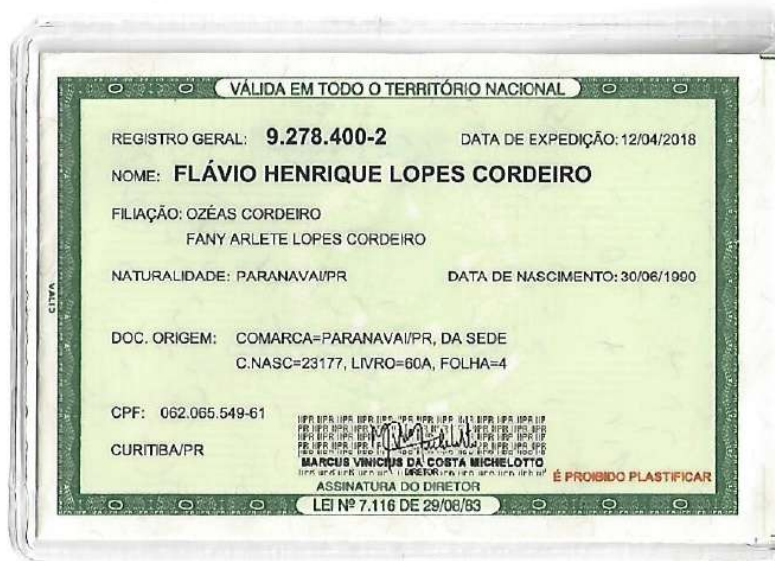 VÁLIDA EM TODO O TERRITÓRIO NACIONAL
REGISTRO GERAL: 9.278.400-2 DATA DE EXPEDIÇÃO: 12/04/2018
NOME: FLÁVIO HENRIQUE LOPES CORDEIRO
FILIAÇÃO: OZÉAS CORDEIRO
FANY ARLETE LOPES CORDEIRO
NATURALIDADE: PARANAVAI/PR DATA DE NASCIMENTO: 30/06/1990
DOC. ORIGEM: COMARCA=PARANAVAI/PR, DA SEDE
C.NASC=23177, LIVRO=60A, FOLHA=4
CPF: 062.065.549-61
CURITIBA/PR
MARCUS VINICIUS DA COSTA MICHELOTTO
DIRETOR
É PROIBIDO PLASTIFICAR
ASSINATURA DO DIRETOR
LEI Nº 7.116 DE 29/08/83